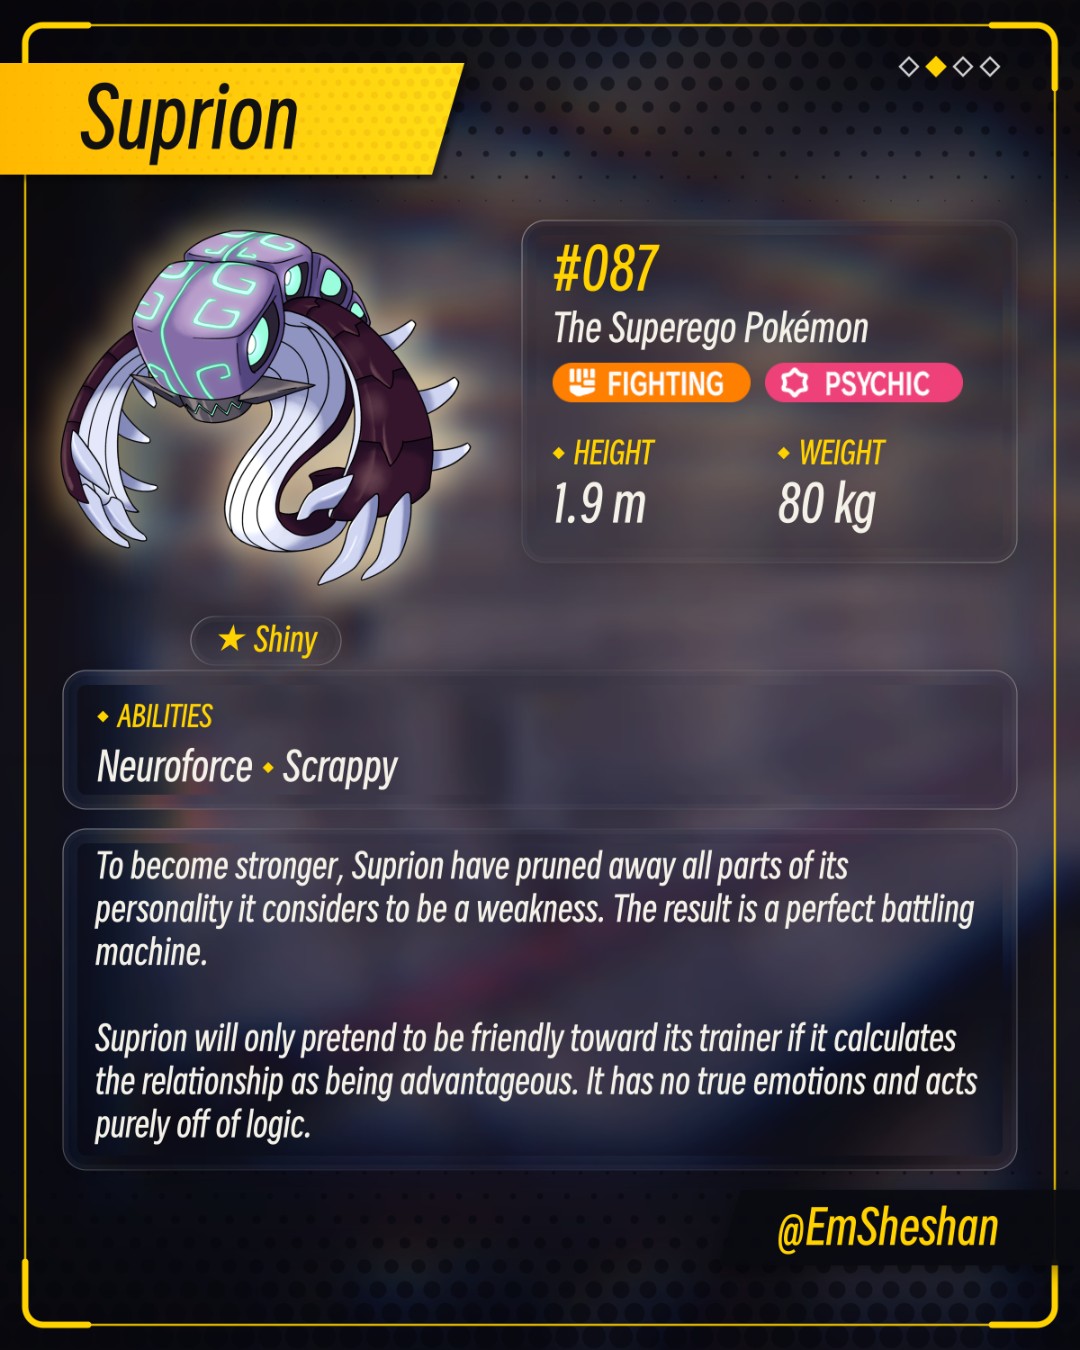 Suprion
#087
The Superego Pokémon
FIGHTING PSYCHIC
HEIGHT WEIGHT
1.9 m 80 kg
★ Shiny
ABILITIES
Neuroforce • Scrappy
To become stronger, Suprion have pruned away all parts of its
personality it considers to be a weakness. The result is a perfect battling
machine.
Suprion will only pretend to be friendly toward its trainer if it calculates
the relationship as being advantageous. It has no true emotions and acts
purely off of logic.
@EmSheshan